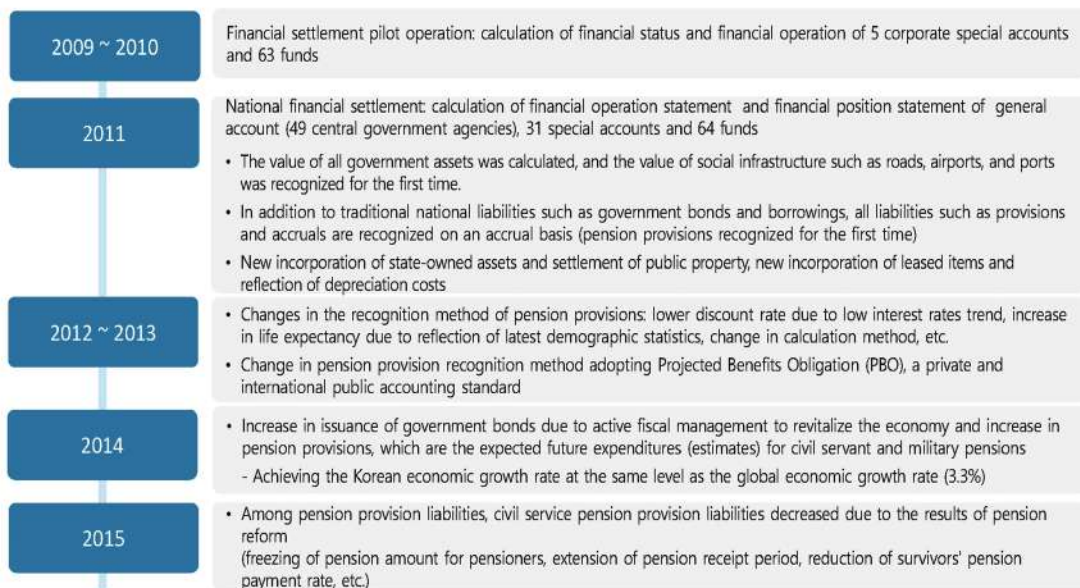 2009 ~ 2010
Financial settlement pilot operation: calculation of financial status and financial operation of 5 corporate special accounts
and 63 funds
2011
National financial settlement: calculation of financial operation statement and financial position statement of general
account (49 central government agencies), 31 special accounts and 64 funds
• The value of all government assets was calculated, and the value of social infrastructure such as roads, airports, and ports
was recognized for the first time.
• In addition to traditional national liabilities such as government bonds and borrowings, all liabilities such as provisions
and accruals are recognized on an accrual basis (pension provisions recognized for the first time)
• New incorporation of state-owned assets and settlement of public property, new incorporation of leased items and
reflection of depreciation costs
2012 ~ 2013
• Changes in the recognition method of pension provisions: lower discount rate due to low interest rates trend, increase
in life expectancy due to reflection of latest demographic statistics, change in calculation method, etc.
• Change in pension provision recognition method adopting Projected Benefits Obligation (PBO), a private and
international public accounting standard
2014
• Increase in issuance of government bonds due to active fiscal management to revitalize the economy and increase in
pension provisions, which are the expected future expenditures (estimates) for civil servant and military pensions
- Achieving the Korean economic growth rate at the same level as the global economic growth rate (3.3%)
2015
• Among pension provision liabilities, civil service pension provision liabilities decreased due to the results of pension
reform
(freezing of pension amount for pensioners, extension of pension receipt period, reduction of survivors' pension
payment rate, etc.)